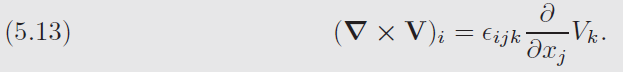 (5.13) (∇ × V)ᵢ = ϵᵢⱼₖ ∂/∂xⱼ Vₖ.